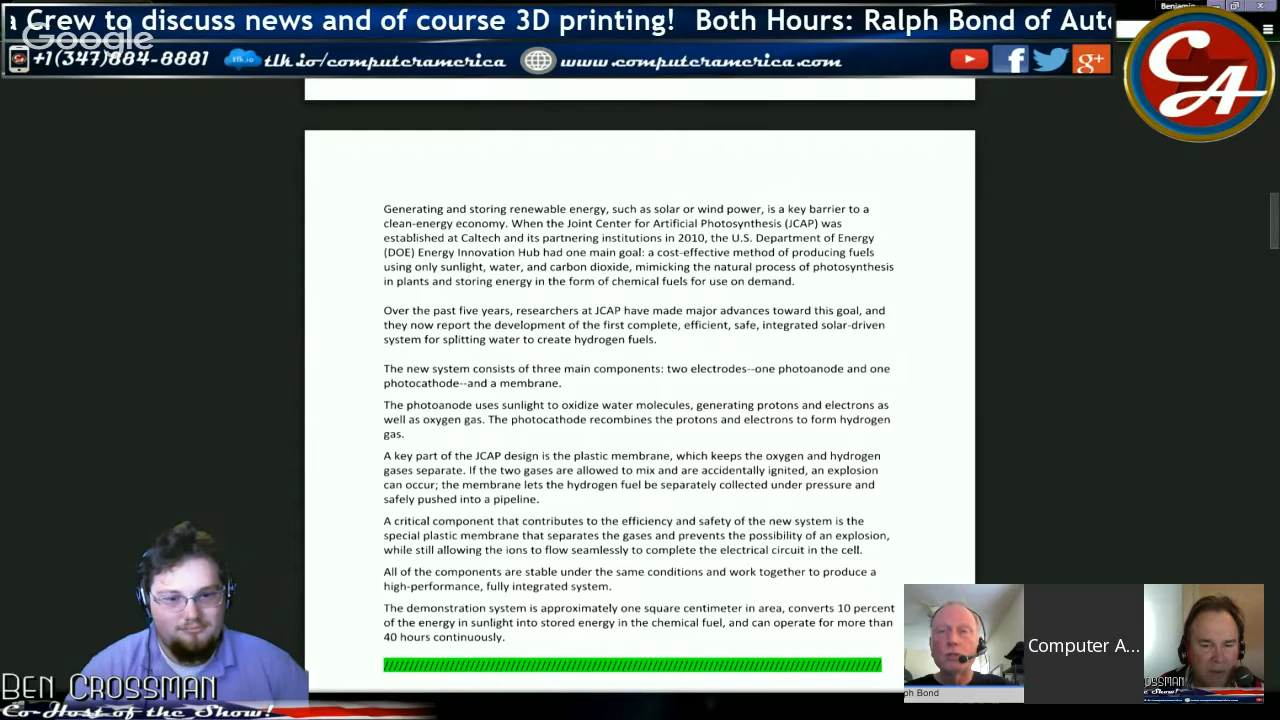 Benjamin
Crew to discuss news and of course 3D printing! Both Hours: Ralph Bond of Aut
Google
+1(347)884-8881 tlk.io/computeramerica www.computeramerica.com
g+
CA
Generating and storing renewable energy, such as solar or wind power, is a key barrier to a
clean-energy economy. When the Joint Center for Artificial Photosynthesis (JCAP) was
established at Caltech and its partnering institutions in 2010, the U.S. Department of Energy
(DOE) Energy Innovation Hub had one main goal: a cost-effective method of producing fuels
using only sunlight, water, and carbon dioxide, mimicking the natural process of photosynthesis
in plants and storing energy in the form of chemical fuels for use on demand.
Over the past five years, researchers at JCAP have made major advances toward this goal, and
they now report the development of the first complete, efficient, safe, integrated solar-driven
system for splitting water to create hydrogen fuels.
The new system consists of three main components: two electrodes--one photoanode and one
photocathode--and a membrane.
The photoanode uses sunlight to oxidize water molecules, generating protons and electrons as
well as oxygen gas. The photocathode recombines the protons and electrons to form hydrogen
gas.
A key part of the JCAP design is the plastic membrane, which keeps the oxygen and hydrogen
gases separate. If the two gases are allowed to mix and are accidentally ignited, an explosion
can occur; the membrane lets the hydrogen fuel be separately collected under pressure and
safely pushed into a pipeline.
A critical component that contributes to the efficiency and safety of the new system is the
special plastic membrane that separates the gases and prevents the possibility of an explosion,
while still allowing the ions to flow seamlessly to complete the electrical circuit in the cell.
All of the components are stable under the same conditions and work together to produce a
high-performance, fully integrated system.
The demonstration system is approximately one square centimeter in area, converts 10 percent
of the energy in sunlight into stored energy in the chemical fuel, and can operate for more than
40 hours continuously.
Ben Crossman
Co-Host of the Show!
ph Bond
Computer A...
OSSMAN
the Show!